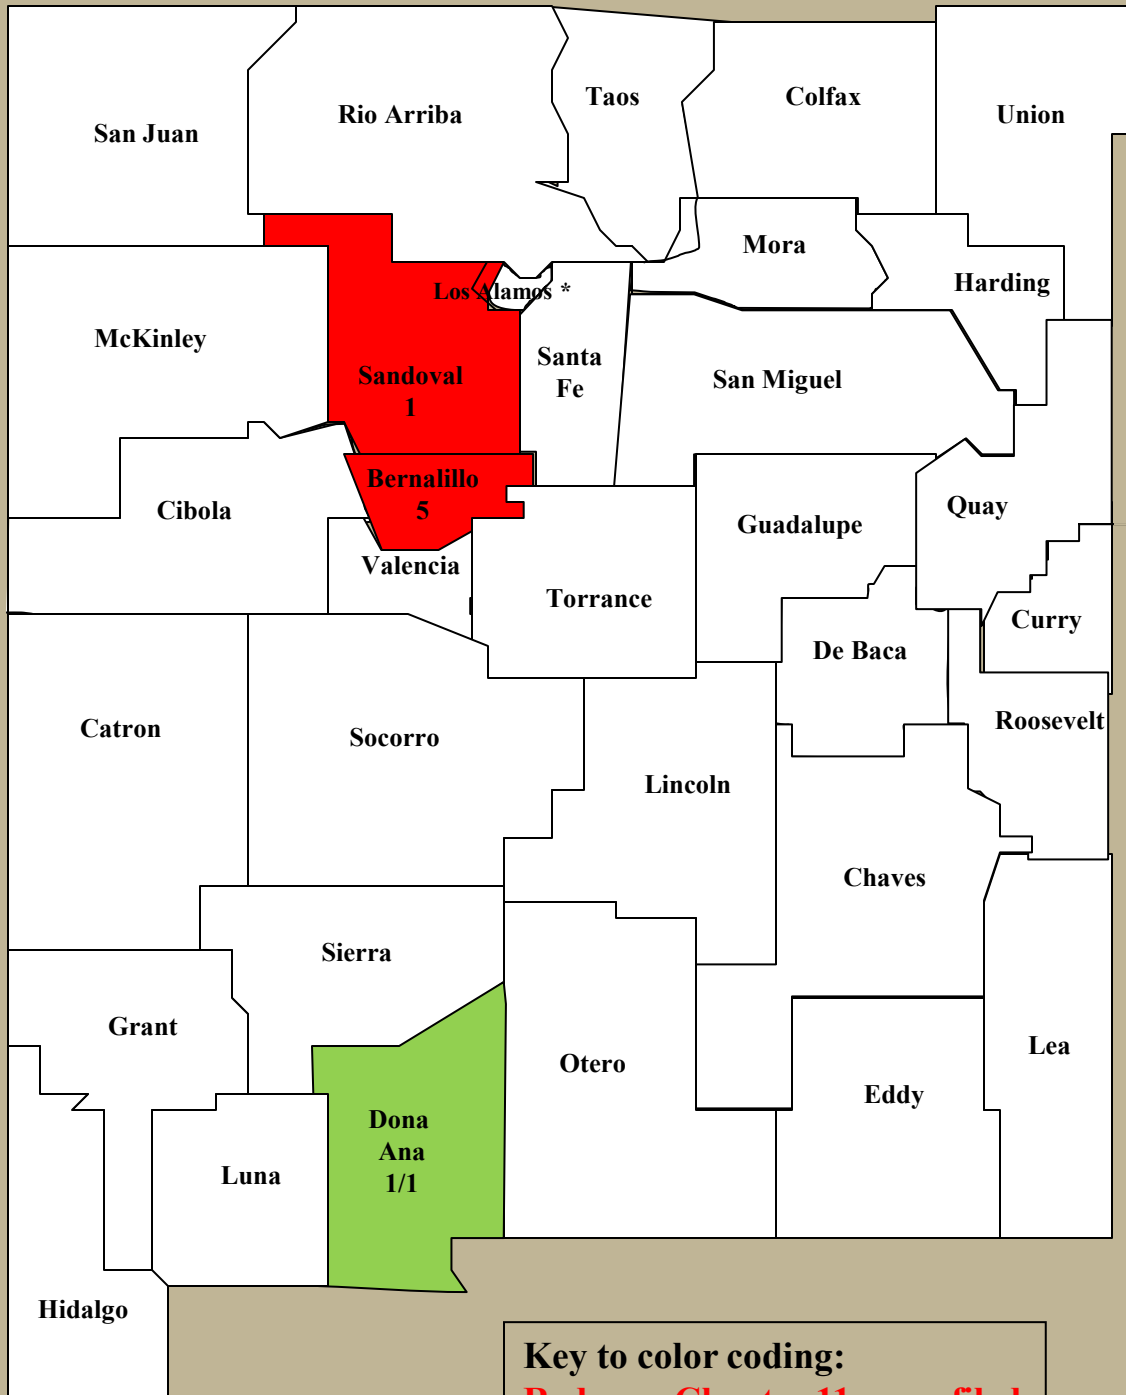 San Juan
Rio Arriba
Taos
Colfax
Union
Mora
Harding
Los Alamos *
McKinley
Sandoval
1
Santa
Fe
San Miguel
Bernalillo
5
Cibola
Guadalupe
Quay
Valencia
Torrance
Curry
De Baca
Catron
Socorro
Roosevelt
Lincoln
Chaves
Sierra
Grant
Otero
Lea
Eddy
Dona
Ana
1/1
Luna
Hidalgo
Key to color coding: